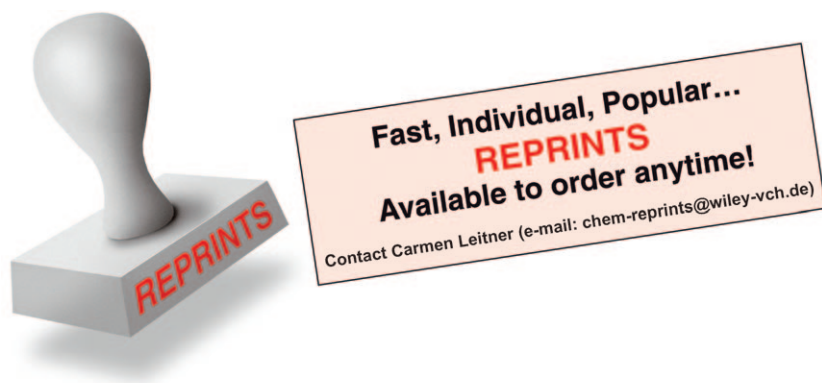 REPRINTS
Fast, Individual, Popular...
REPRINTS
Available to order anytime!
Contact Carmen Leitner (e-mail: chem-reprints@wiley-vch.de)